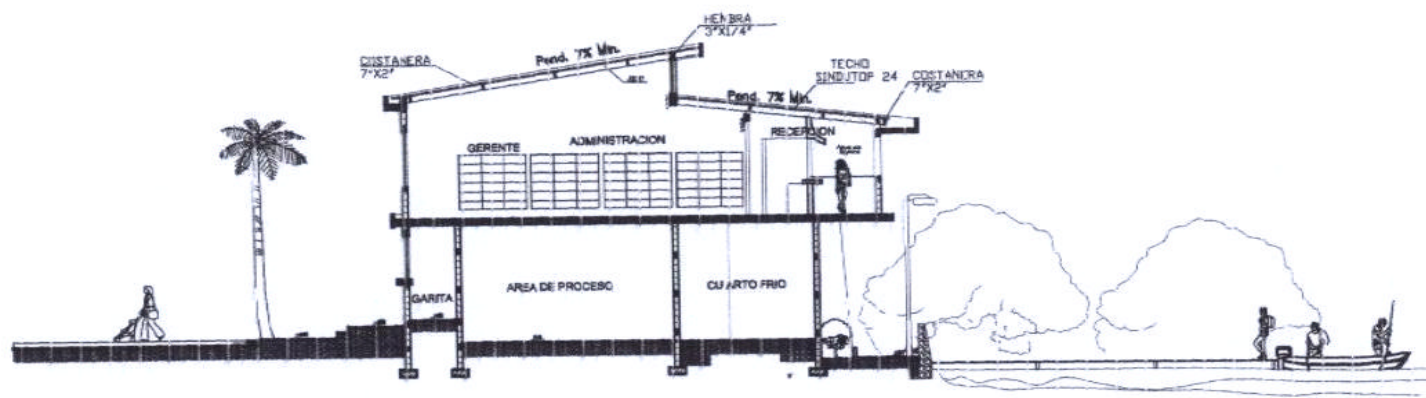 HEMBRA
3"X1/4"
COSTANERA
7"X2"
Pend. 7% Min.
TECHO
SINDUTOP 24
COSTANERA
7"X2"
Pend. 7% Min.
GERENTE
ADMINISTRACION
RECEPCION
GARITA
AREA DE PROCESO
CUARTO FRIO